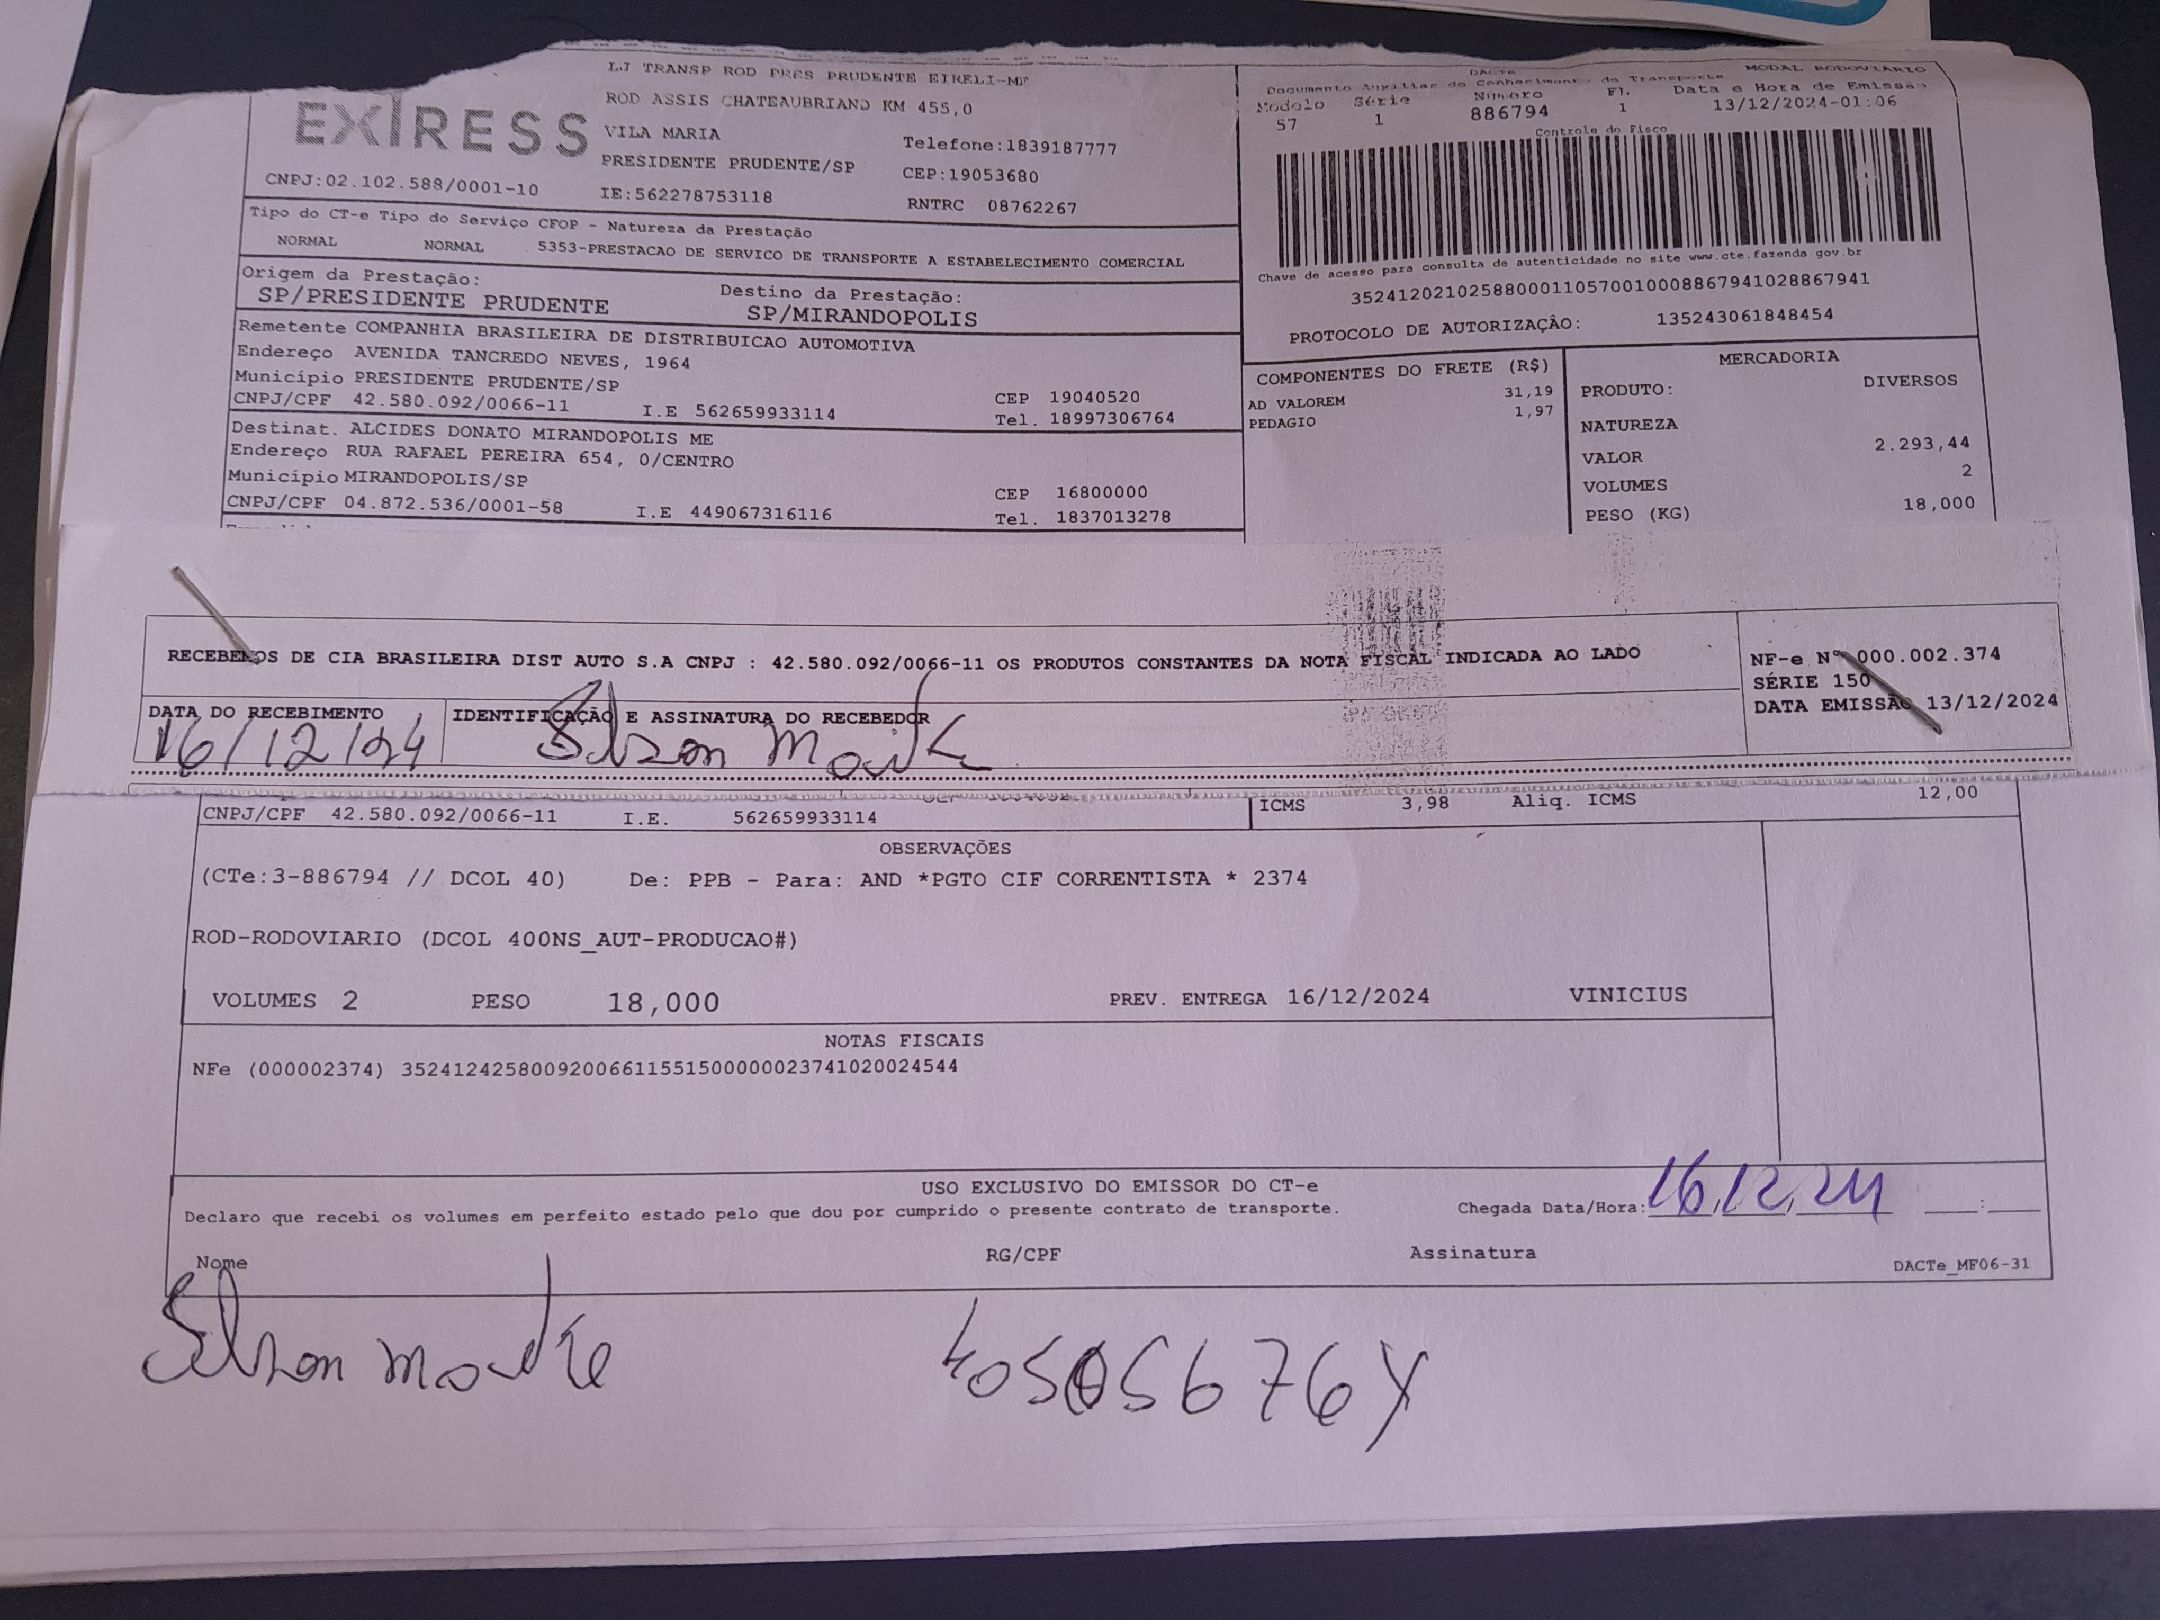 LJ TRANSP ROD PRES PRUDENTE EIRELI-ME
ROD ASSIS CHATEAUBRIAND KM 455,0
EXPRESS
VILA MARIA
Telefone:1839187777
PRESIDENTE PRUDENTE/SP
CEP:19053680
CNPJ:02.102.588/0001-10
IE:562278753118
RNTRC 08762267
DACTE
MODAL RODOVIARIO
Documento Auxiliar do Conhecimento de Transporte
Modelo Série Número Fl. Data e Hora de Emissão
57 1 886794 1 13/12/2024-01:06
Controle do Fisco
Chave de acesso para consulta de autenticidade no site www.cte.fazenda.gov.br
35241202102588000110570010008867941028867941
PROTOCOLO DE AUTORIZAÇÃO: 135243061848454
Tipo do CT-e Tipo do Serviço CFOP - Natureza da Prestação
NORMAL NORMAL 5353-PRESTACAO DE SERVICO DE TRANSPORTE A ESTABELECIMENTO COMERCIAL
Origem da Prestação: Destino da Prestação:
SP/PRESIDENTE PRUDENTE SP/MIRANDOPOLIS
Remetente COMPANHIA BRASILEIRA DE DISTRIBUICAO AUTOMOTIVA
Endereço AVENIDA TANCREDO NEVES, 1964
Município PRESIDENTE PRUDENTE/SP CEP 19040520
CNPJ/CPF 42.580.092/0066-11 I.E 562659933114 Tel. 18997306764
Destinat. ALCIDES DONATO MIRANDOPOLIS ME
Endereço RUA RAFAEL PEREIRA 654, 0/CENTRO
Município MIRANDOPOLIS/SP CEP 16800000
CNPJ/CPF 04.872.536/0001-58 I.E 449067316116 Tel. 1837013278
COMPONENTES DO FRETE (R$)
AD VALOREM 31,19
PEDAGIO 1,97
MERCADORIA
PRODUTO: DIVERSOS
NATUREZA
VALOR 2.293,44
VOLUMES 2
PESO (KG) 18,000
RECEBEMOS DE CIA BRASILEIRA DIST AUTO S.A CNPJ : 42.580.092/0066-11 OS PRODUTOS CONSTANTES DA NOTA FISCAL INDICADA AO LADO
NF-e Nº 000.002.374
SÉRIE 150
DATA EMISSÃO 13/12/2024
DATA DO RECEBIMENTO IDENTIFICAÇÃO E ASSINATURA DO RECEBEDOR
16/12/24
CNPJ/CPF 42.580.092/0066-11 I.E. 562659933114
ICMS 3,98 Aliq. ICMS 12,00
OBSERVAÇÕES
(CTe:3-886794 // DCOL 40) De: PPB - Para: AND *PGTO CIF CORRENTISTA * 2374
ROD-RODOVIARIO (DCOL 400NS_AUT-PRODUCAO#)
VOLUMES 2 PESO 18,000 PREV. ENTREGA 16/12/2024 VINICIUS
NOTAS FISCAIS
NFe (000002374) 35241242580092006611551500000023741020024544
USO EXCLUSIVO DO EMISSOR DO CT-e
Declaro que recebi os volumes em perfeito estado pelo que dou por cumprido o presente contrato de transporte.
Chegada Data/Hora: 16,12,24 __:__
Nome RG/CPF Assinatura
DACTe_MF06-31
40505676X